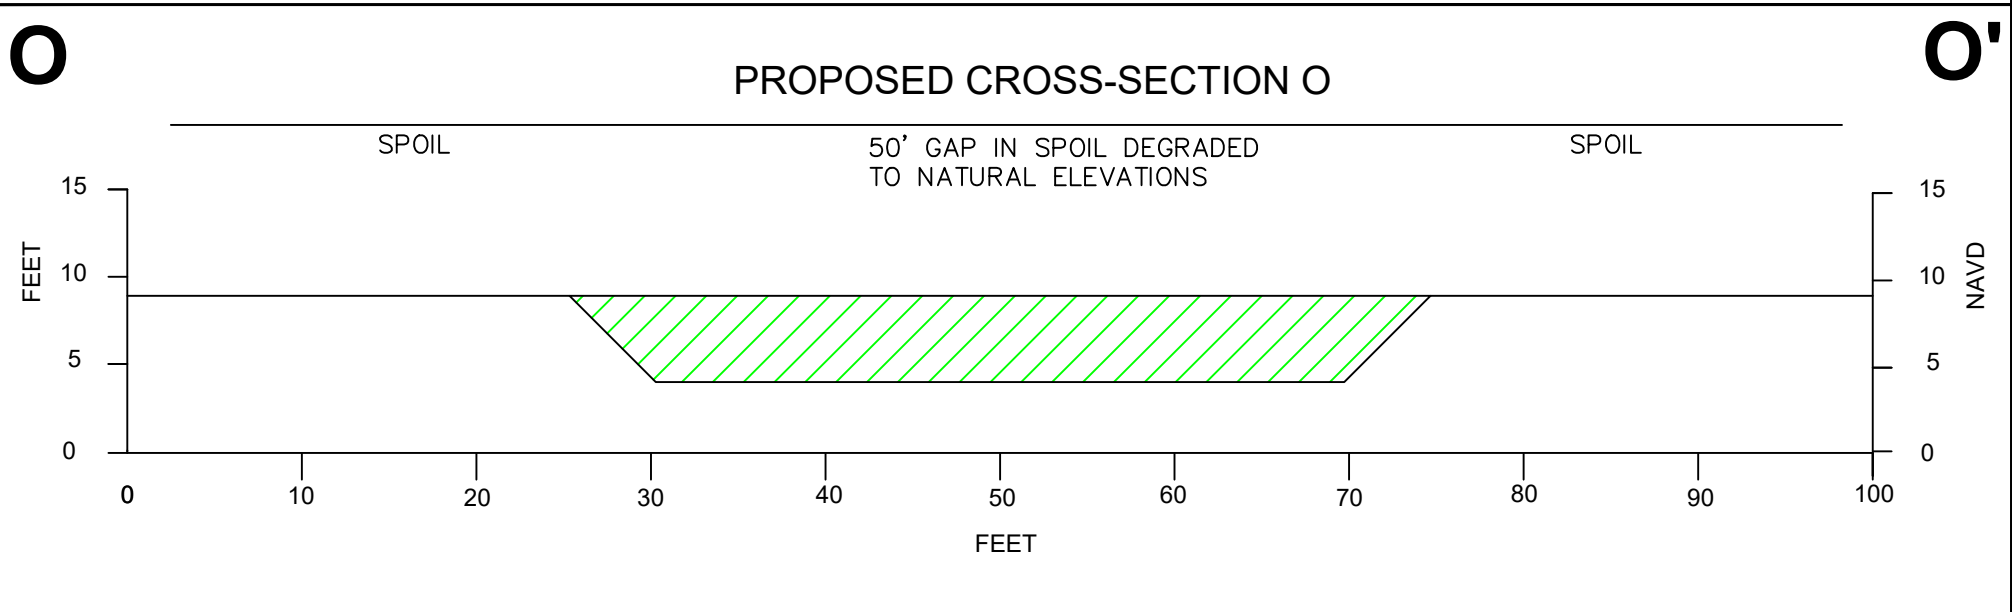 O
O'
PROPOSED CROSS-SECTION O
SPOIL
50' GAP IN SPOIL DEGRADED
TO NATURAL ELEVATIONS
SPOIL
15
10
5
0
FEET
15
10
5
0
NAVD
0 10 20 30 40 50 60 70 80 90 100
FEET